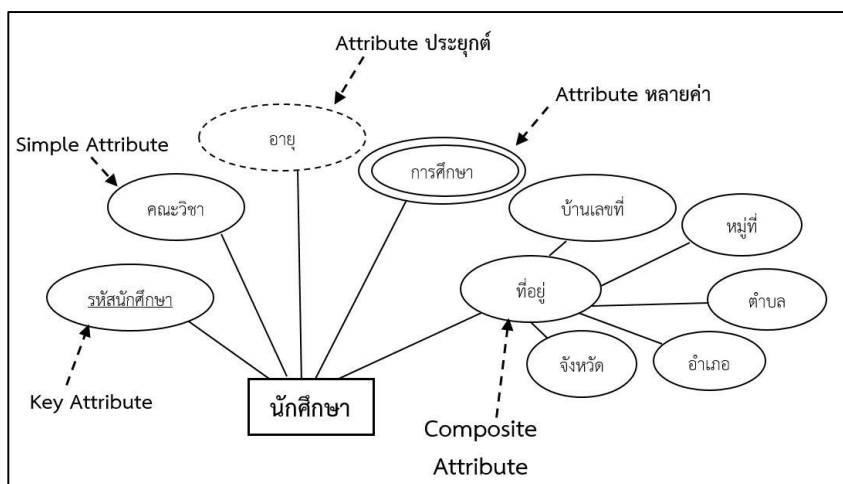 Attribute ประยุกต์
Attribute หลายค่า
อายุ
Simple Attribute
การศึกษา
คณะวิชา
บ้านเลขที่
หมู่ที่
รหัสนักศึกษา
ที่อยู่
ตำบล
จังหวัด
อำเภอ
Key Attribute
นักศึกษา
Composite
Attribute